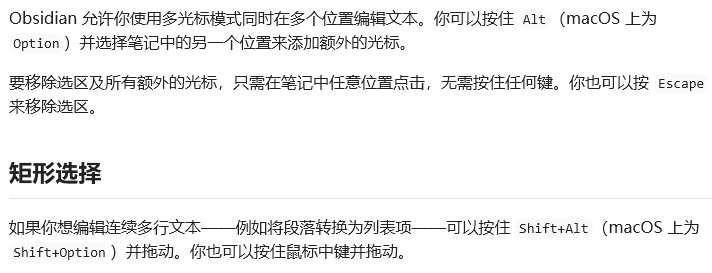 Obsidian 允许你使用多光标模式同时在多个位置编辑文本。你可以按住 Alt（macOS 上为
Option）并选择笔记中的另一个位置来添加额外的光标。
要移除选区及所有额外的光标，只需在笔记中任意位置点击，无需按住任何键。你也可以按 Escape
来移除选区。
矩形选择
如果你想编辑连续多行文本——例如将段落转换为列表项——可以按住 Shift+Alt（macOS 上为
Shift+Option）并拖动。你也可以按住鼠标中键并拖动。